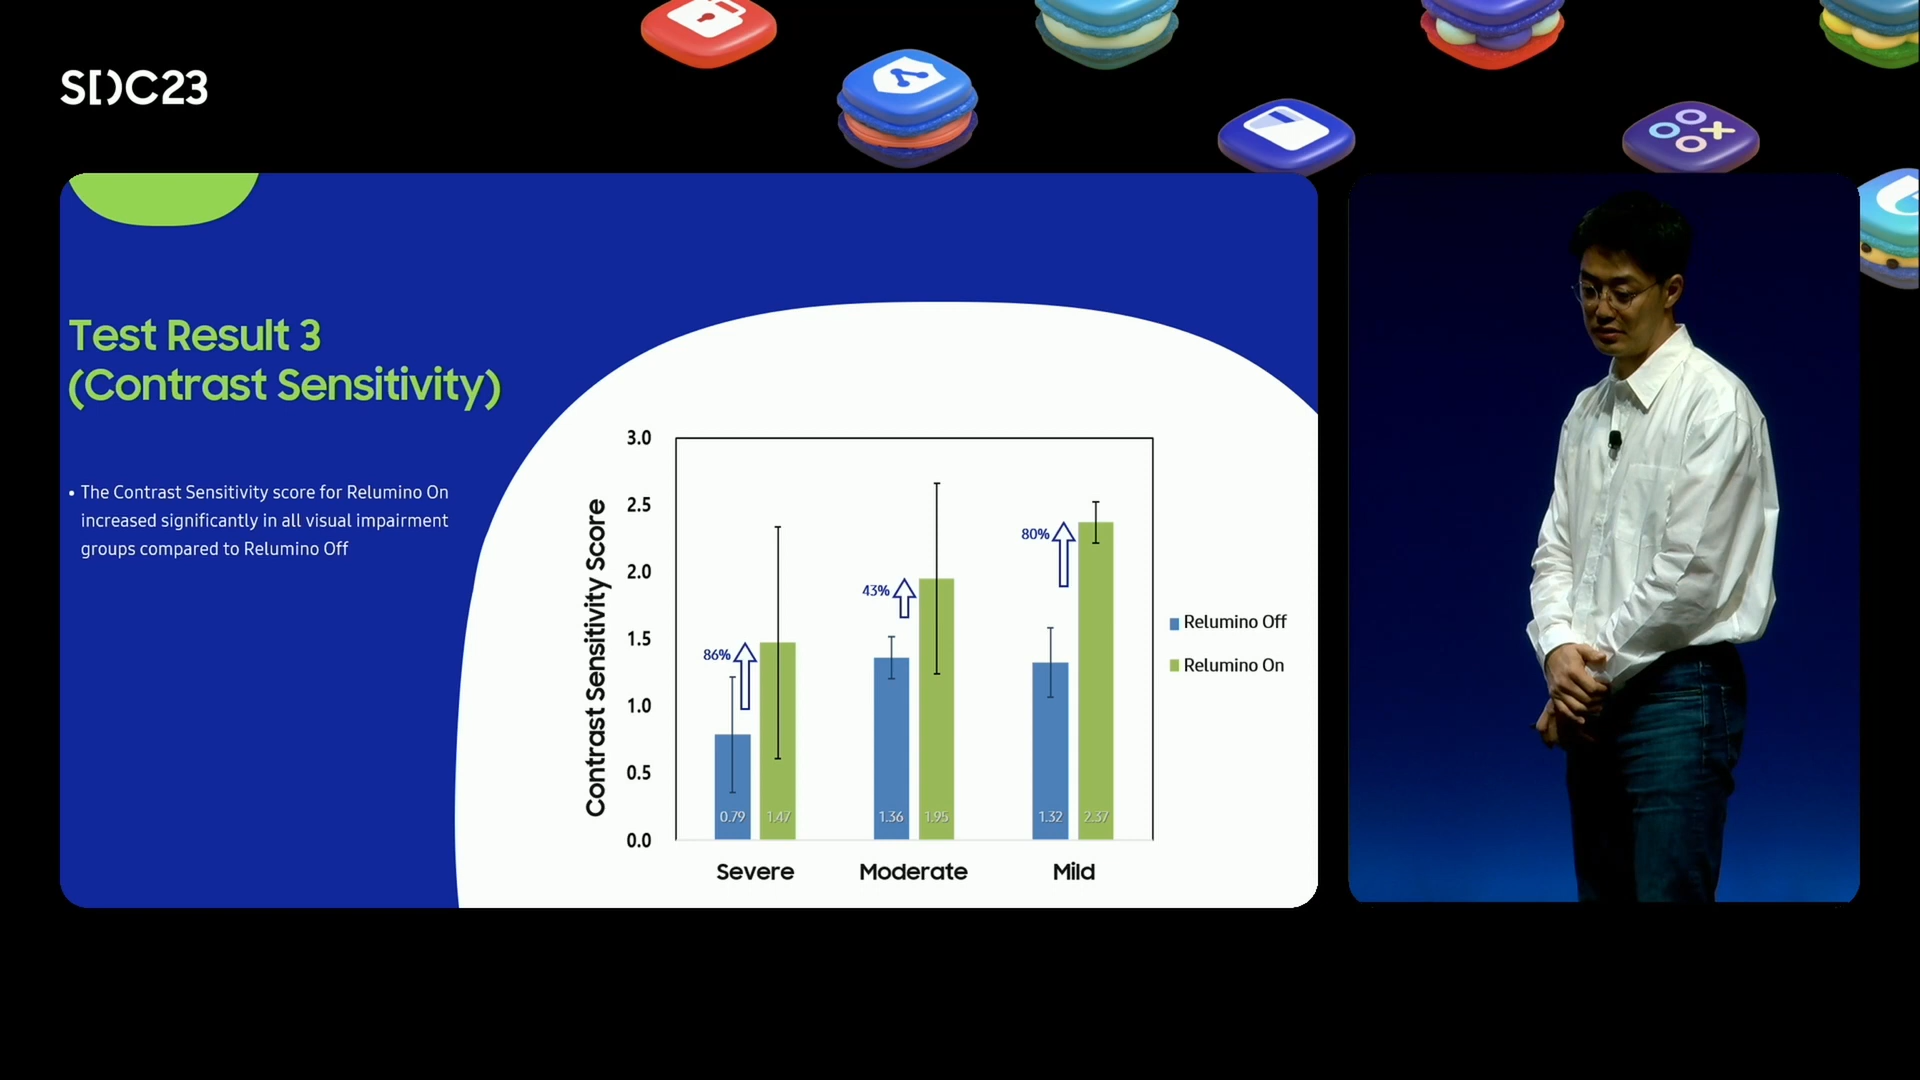 SDC23
Test Result 3
(Contrast Sensitivity)
• The Contrast Sensitivity score for Relumino On
increased significantly in all visual impairment
groups compared to Relumino Off
Contrast Sensitivity Score
3.0
2.5
2.0
1.5
1.0
0.5
0.0
86%
43%
80%
0.79
1.47
1.36
1.95
1.32
2.37
Severe
Moderate
Mild
Relumino Off
Relumino On